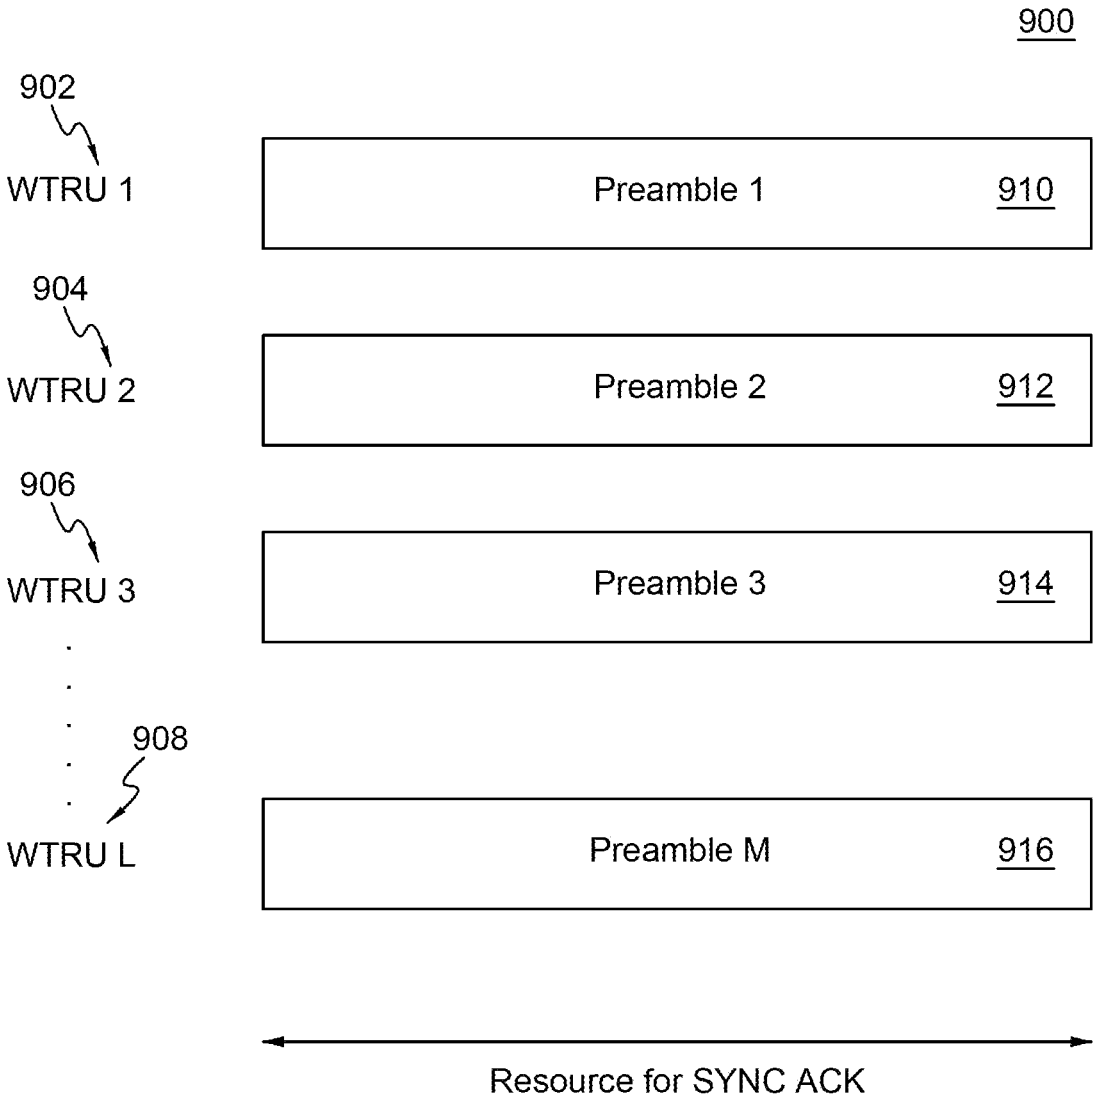 900
902
WTRU 1 Preamble 1 910
904
WTRU 2 Preamble 2 912
906
WTRU 3 Preamble 3 914
908
WTRU L Preamble M 916
Resource for SYNC ACK